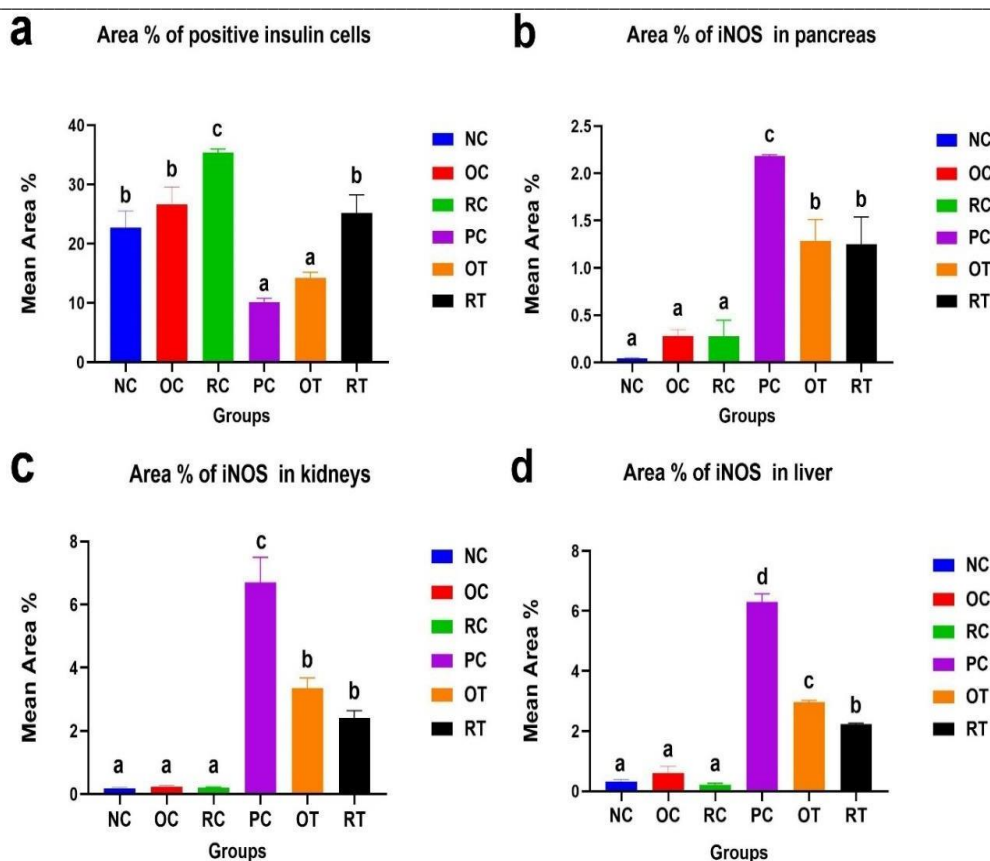 a
Area % of positive insulin cells
Mean Area %
40
30
20
10
0
b
b
c
a
a
b
NC
OC
RC
PC
OT
RT
Groups
NC
OC
RC
PC
OT
RT
b
Area % of iNOS in pancreas
Mean Area %
2.5
2.0
1.5
1.0
0.5
0.0
a
a
a
c
b
b
NC
OC
RC
PC
OT
RT
Groups
NC
OC
RC
PC
OT
RT
c
Area % of iNOS in kidneys
Mean Area %
8
6
4
2
0
a
a
a
c
b
b
NC
OC
RC
PC
OT
RT
Groups
NC
OC
RC
PC
OT
RT
d
Area % of iNOS in liver
Mean Area %
8
6
4
2
0
a
a
a
d
c
b
NC
OC
RC
PC
OT
RT
Groups
NC
OC
RC
PC
OT
RT